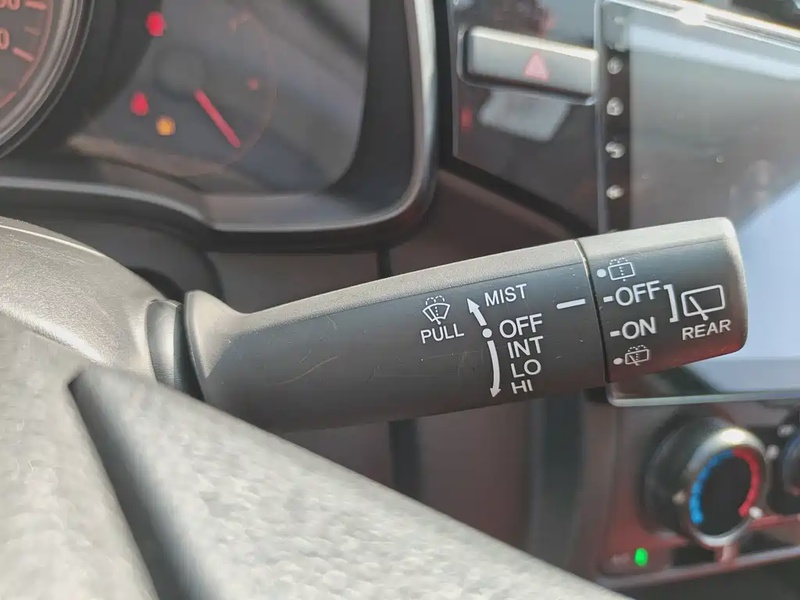 MIST
PULL
OFF
INT
LO
HI
-OFF
-ON
REAR